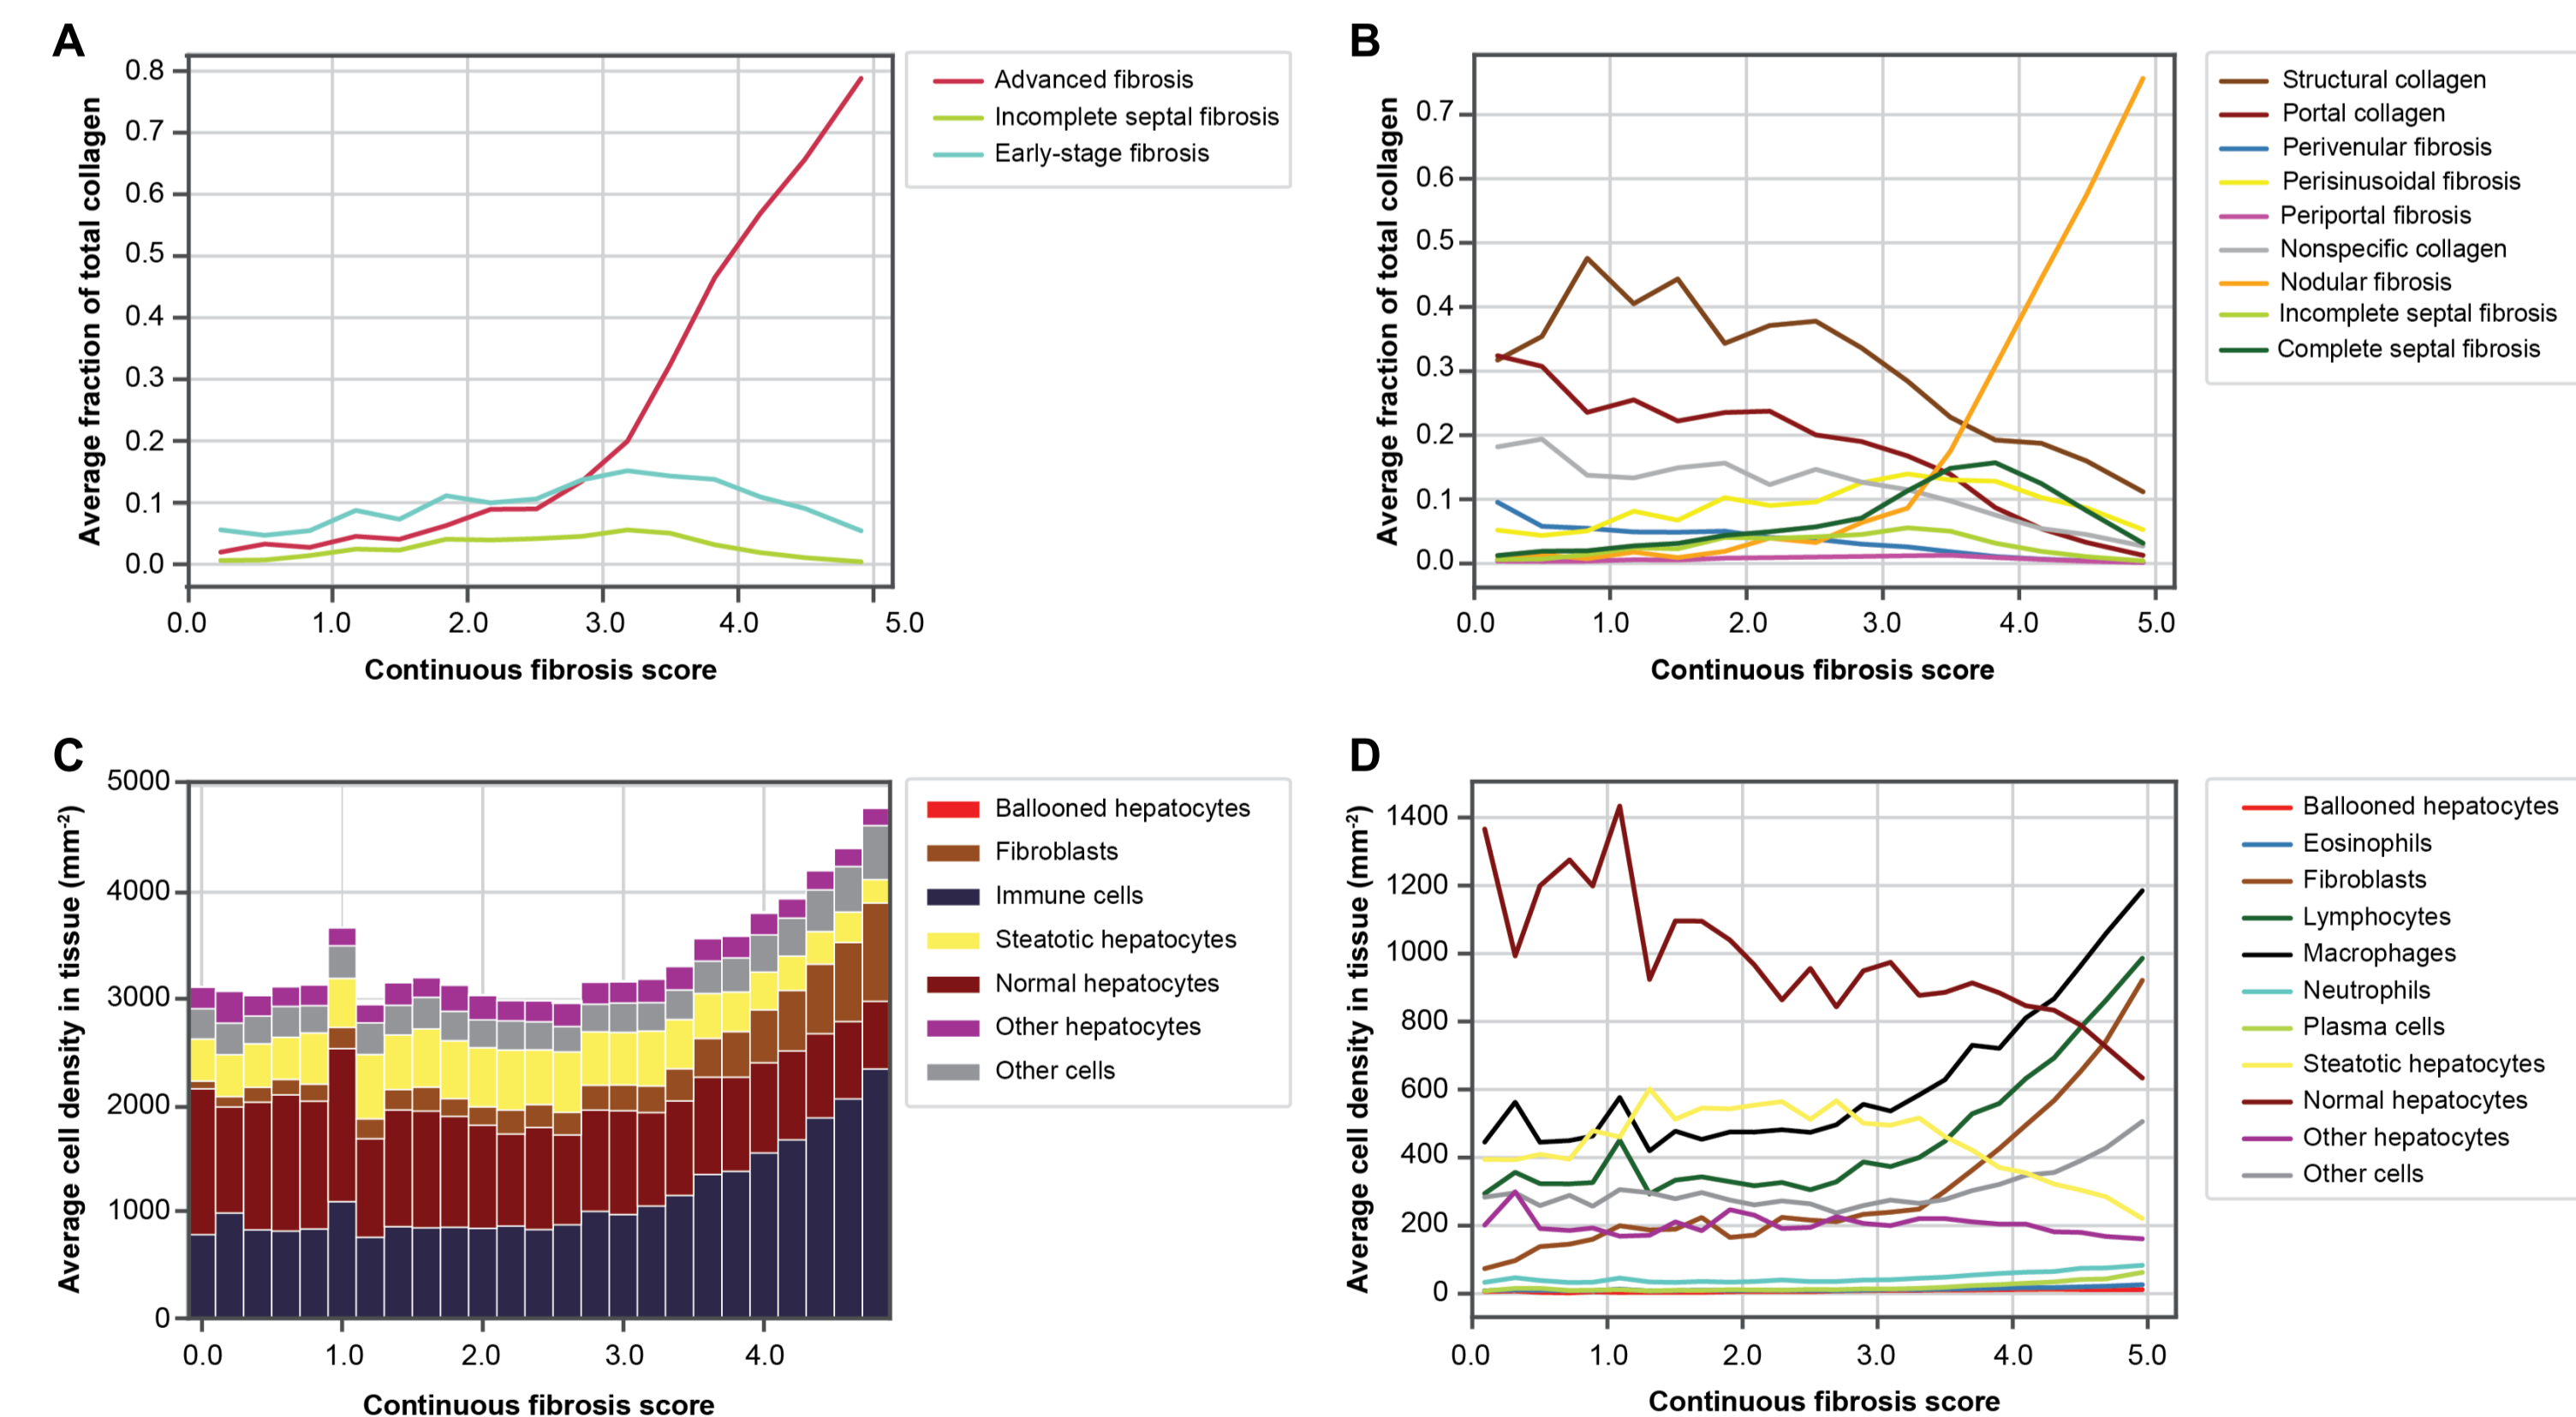 A
Average fraction of total collagen
0.8
0.7
0.6
0.5
0.4
0.3
0.2
0.1
0.0
0.0 1.0 2.0 3.0 4.0 5.0
Continuous fibrosis score
Advanced fibrosis
Incomplete septal fibrosis
Early-stage fibrosis
B
Average fraction of total collagen
0.7
0.6
0.5
0.4
0.3
0.2
0.1
0.0
0.0 1.0 2.0 3.0 4.0 5.0
Continuous fibrosis score
Structural collagen
Portal collagen
Perivenular fibrosis
Perisinusoidal fibrosis
Periportal fibrosis
Nonspecific collagen
Nodular fibrosis
Incomplete septal fibrosis
Complete septal fibrosis
C
Average cell density in tissue (mm⁻²)
5000
4000
3000
2000
1000
0
0.0 1.0 2.0 3.0 4.0
Continuous fibrosis score
Ballooned hepatocytes
Fibroblasts
Immune cells
Steatotic hepatocytes
Normal hepatocytes
Other hepatocytes
Other cells
D
Average cell density in tissue (mm⁻²)
1400
1200
1000
800
600
400
200
0
0.0 1.0 2.0 3.0 4.0 5.0
Continuous fibrosis score
Ballooned hepatocytes
Eosinophils
Fibroblasts
Lymphocytes
Macrophages
Neutrophils
Plasma cells
Steatotic hepatocytes
Normal hepatocytes
Other hepatocytes
Other cells